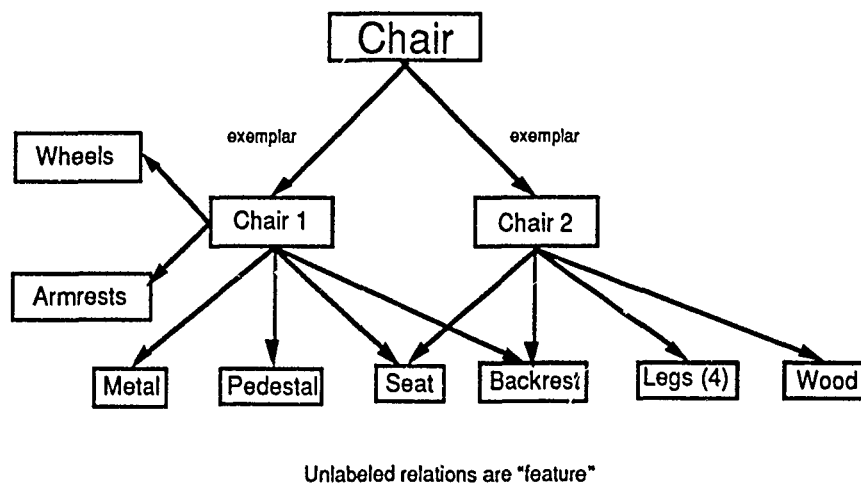 Chair
exemplar
exemplar
Wheels
Chair 1
Chair 2
Armrests
Metal
Pedestal
Seat
Backrest
Legs (4)
Wood
Unlabeled relations are "feature"